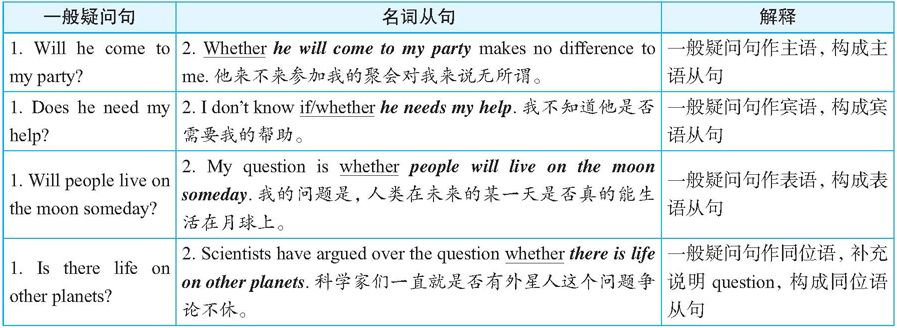 一般疑问句
名词从句
解释
1. Will he come to
my party?
2. Whether he will come to my party makes no difference to
me. 他来不来参加我的聚会对我来说无所谓。
一般疑问句作主语，构成主
语从句
1. Does he need my
help?
2. I don't know if/whether he needs my help. 我不知道他是否
需要我的帮助。
一般疑问句作宾语，构成宾
语从句
1. Will people live on
the moon someday?
2. My question is whether people will live on the moon
someday. 我的问题是，人类在未来的某一天是否真的能生
活在月球上。
一般疑问句作表语，构成表
语从句
1. Is there life on
other planets?
2. Scientists have argued over the question whether there is life
on other planets. 科学家们一直就是否有外星人这个问题争
论不休。
一般疑问句作同位语，补充
说明 question，构成同位语
从句